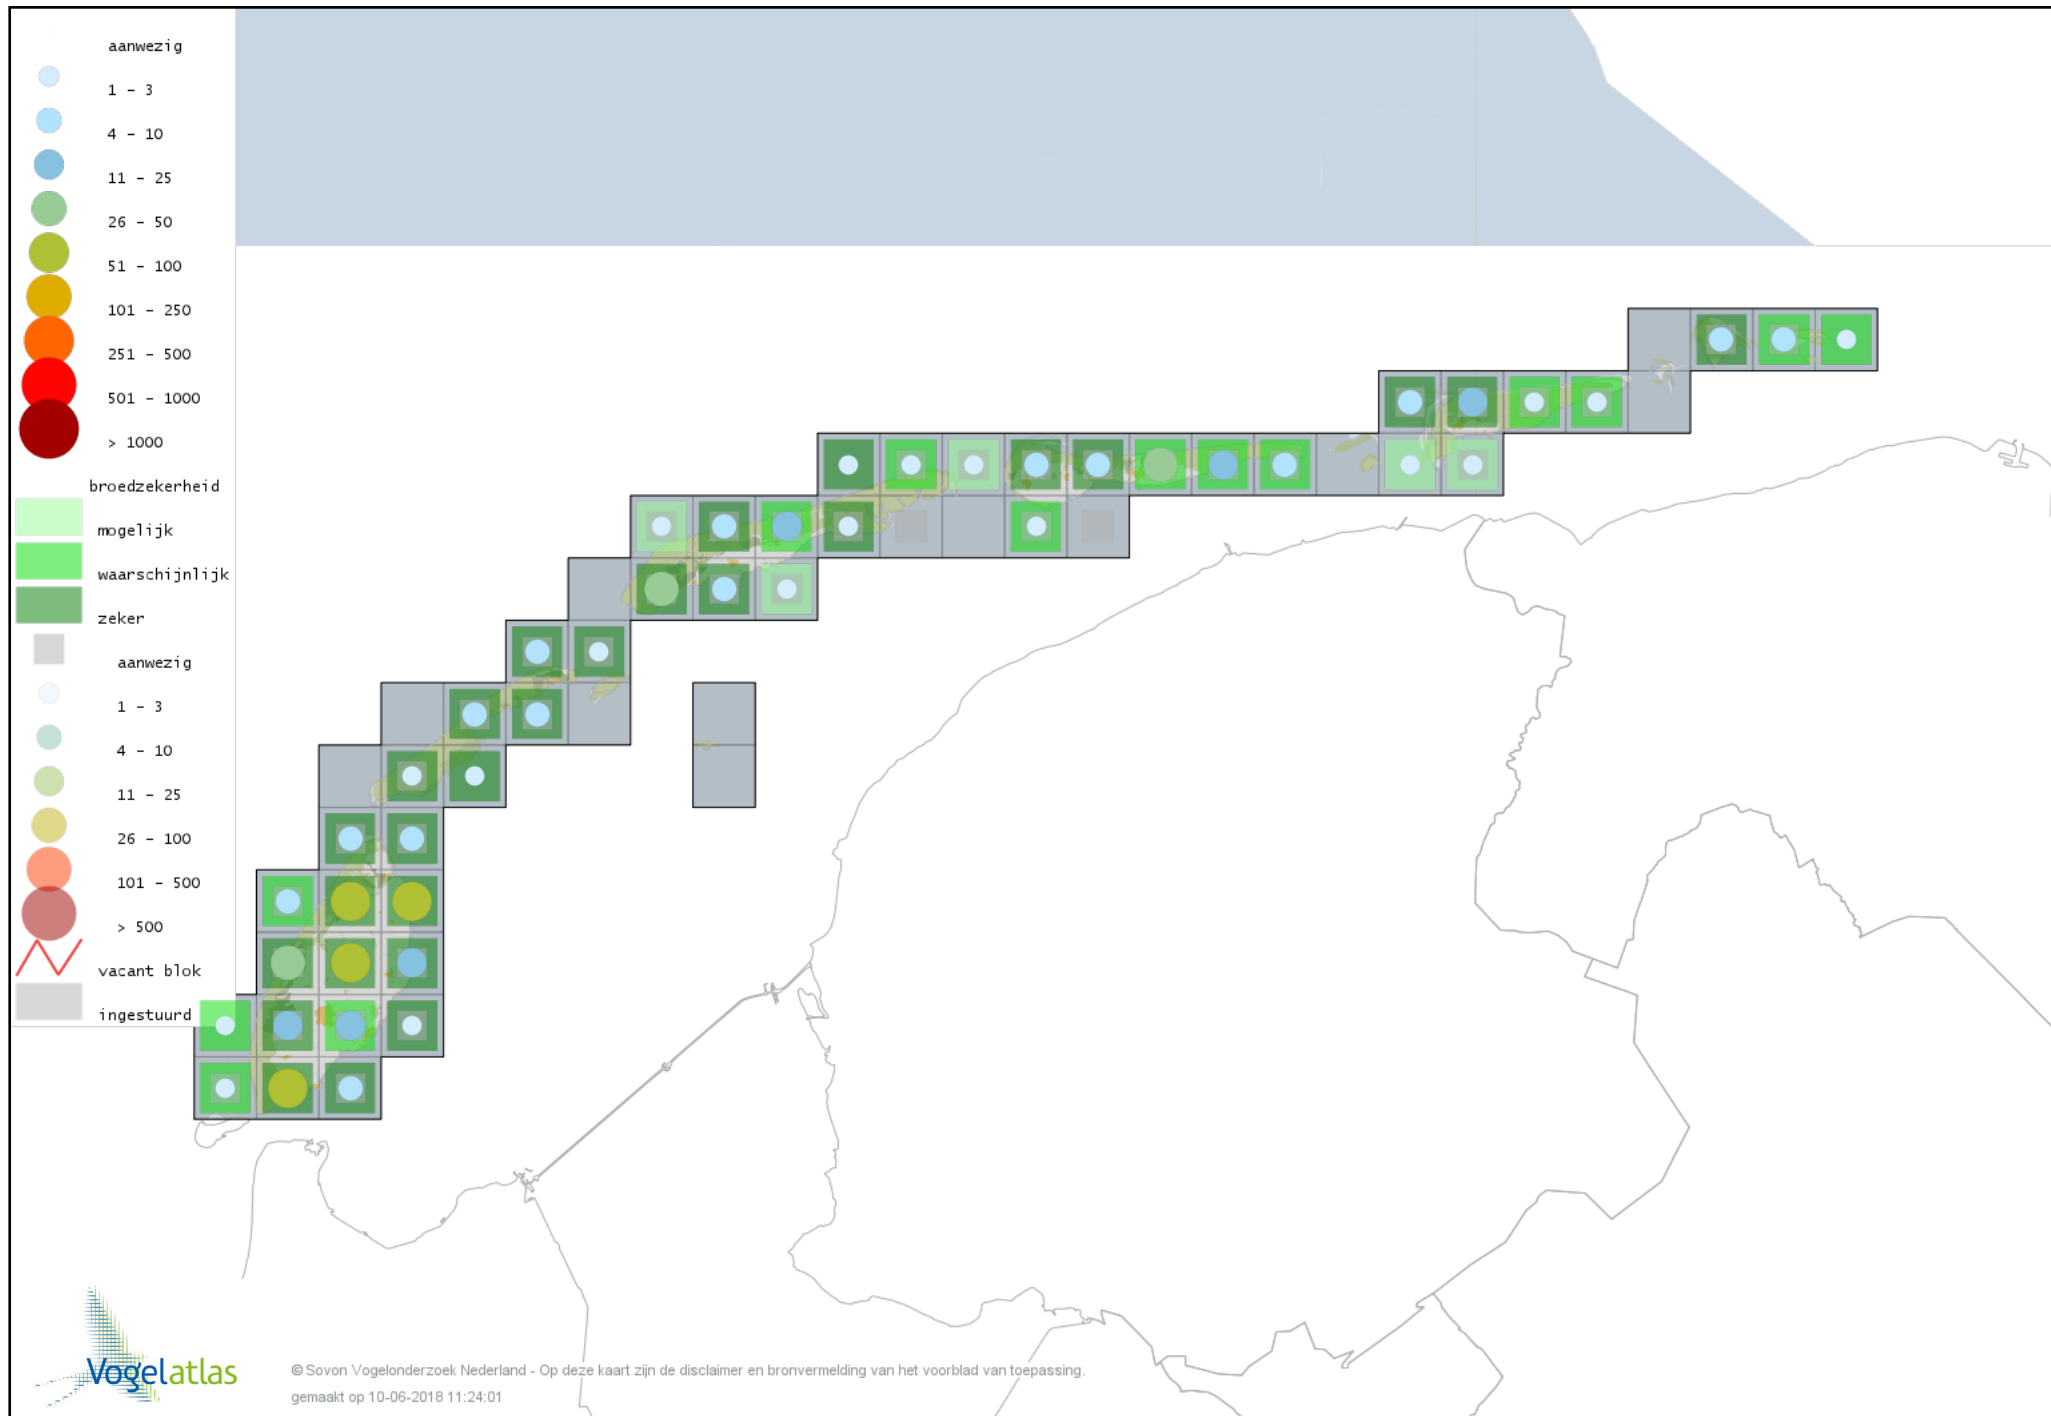 aanwezig
1 - 3
4 - 10
11 - 25
26 - 50
51 - 100
101 - 250
251 - 500
501 - 1000
> 1000
broedzekerheid
mogelijk
waarschijnlijk
zeker
aanwezig
1 - 3
4 - 10
11 - 25
26 - 100
101 - 500
> 500
vacant blok
ingestuurd
Vogelatlas
© Sovon Vogelonderzoek Nederland - Op deze kaart zijn de disclaimer en bronvermelding van het voorblad van toepassing.
gemaakt op 10-06-2018 11:24:01